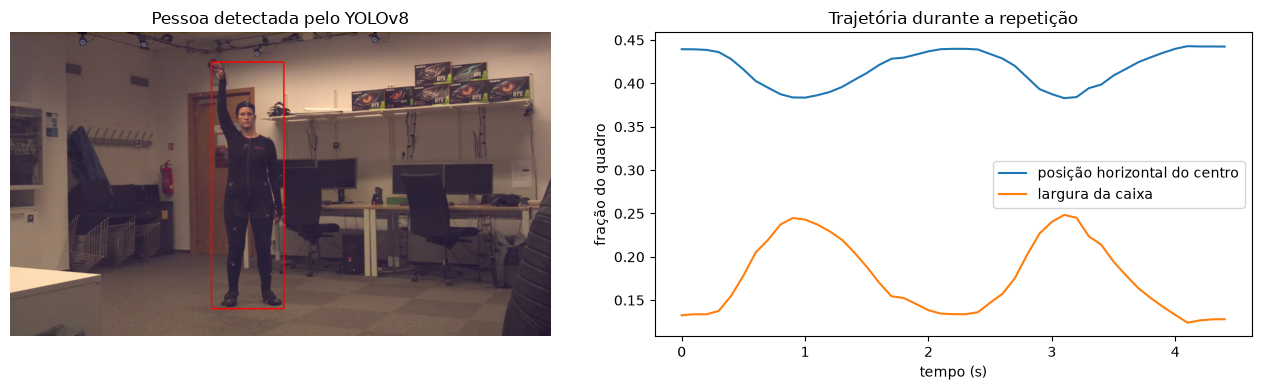 Pessoa detectada pelo YOLOv8
Trajetória durante a repetição
fração do quadro
0.45
0.40
0.35
0.30
0.25
0.20
0.15
posição horizontal do centro
largura da caixa
0
1
2
3
4
tempo (s)